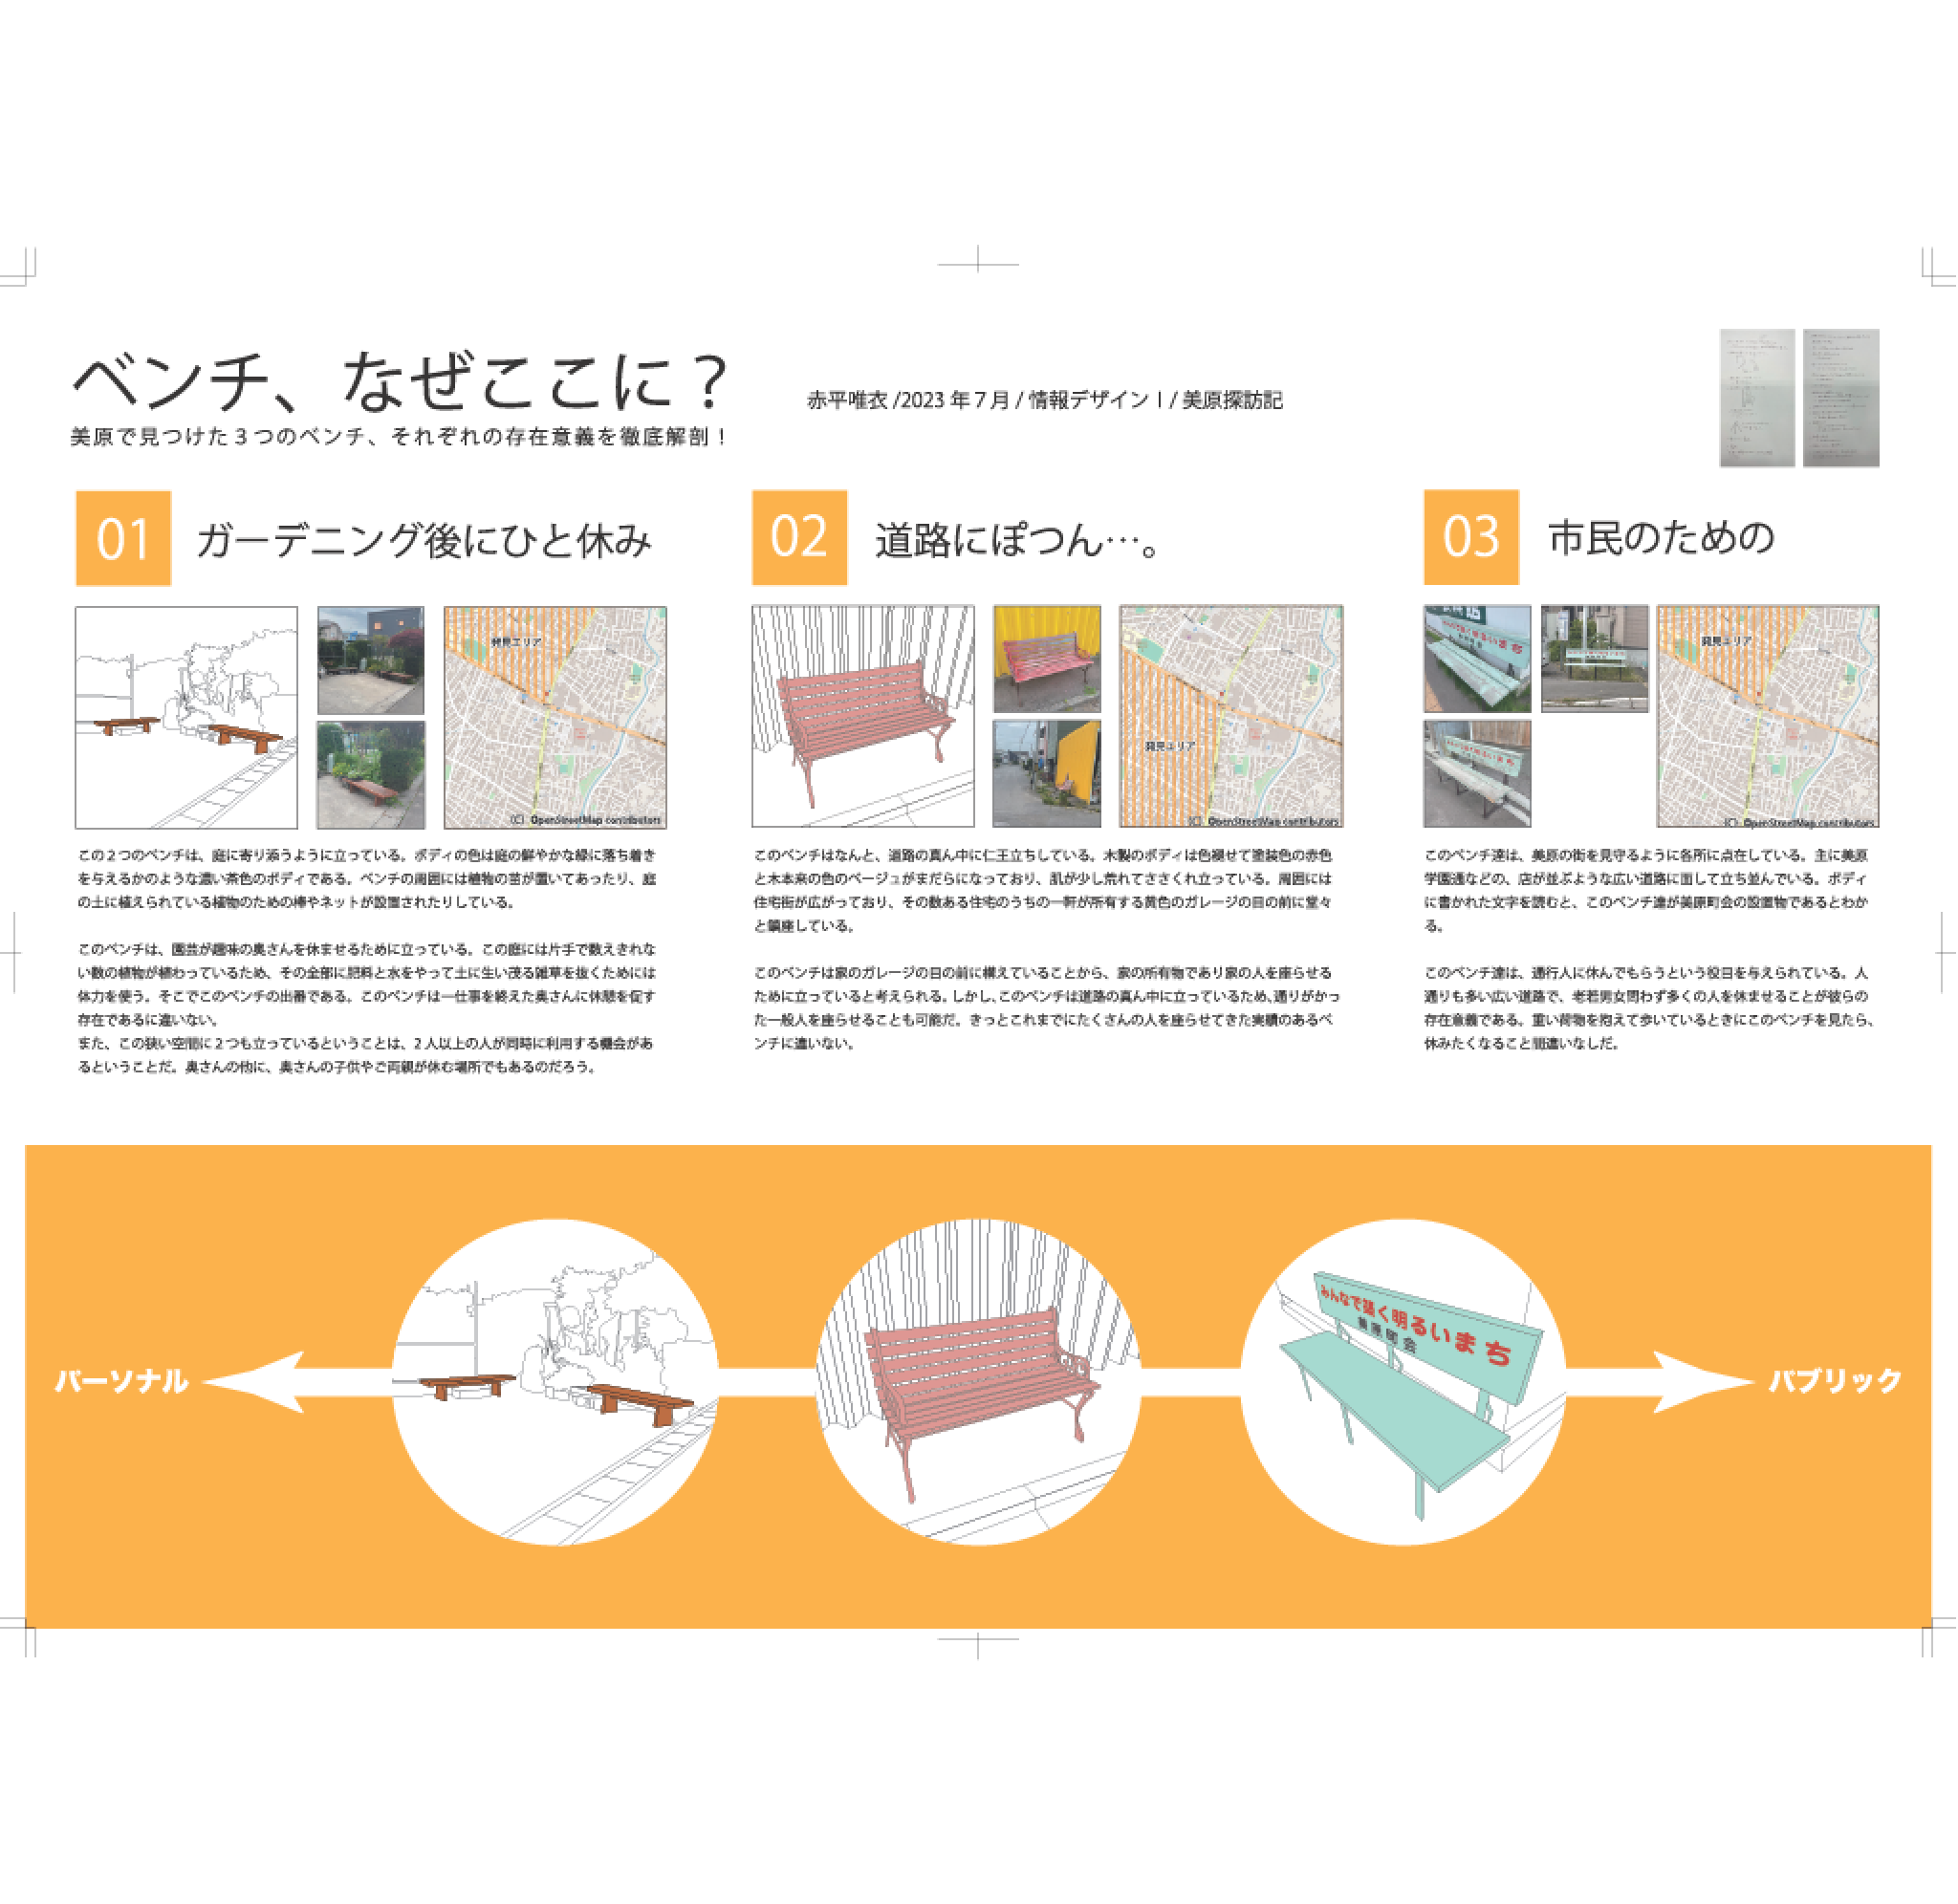 ベンチ、なぜここに？
赤平唯衣 /2023 年７月 / 情報デザインⅠ/ 美原探訪記
美原で見つけた３つのベンチ、それぞれの存在意義を徹底解剖！
01
ガーデニング後にひと休み
発見エリア
(C) OpenStreetMap contributors
この２つのベンチは、庭に寄り添うように立っている。ボディの色は庭の鮮やかな緑に落ち着き
を与えるかのような濃い茶色のボディである。ベンチの周囲には植物の苗が置いてあったり、庭
の土に植えられている植物のための棒やネットが設置されたりしている。
このベンチは、園芸が趣味の奥さんを休ませるために立っている。この庭には片手で数えきれな
い数の植物が植わっているため、その全部に肥料と水をやって土に生い茂る雑草を抜くためには
体力を使う。そこでこのベンチの出番である。このベンチは一仕事を終えた奥さんに休憩を促す
存在であるに違いない。
また、この狭い空間に２つも立っているということは、２人以上の人が同時に利用する機会があ
るということだ。奥さんの他に、奥さんの子供やご両親が休む場所でもあるのだろう。
02
道路にぽつん…。
発見エリア
(C) OpenStreetMap contributors
このベンチはなんと、道路の真ん中に仁王立ちしている。木製のボディは色褪せて塗装色の赤色
と木本来の色のベージュがまだらになっており、肌が少し荒れてささくれ立っている。周囲には
住宅街が広がっており、その数ある住宅のうちの一軒が所有する黄色のガレージの目の前に堂々
と鎮座している。
このベンチは家のガレージの目の前に構えていることから、家の所有物であり家の人を座らせる
ために立っていると考えられる。しかし、このベンチは道路の真ん中に立っているため、通りがかっ
た一般人を座らせることも可能だ。きっとこれまでにたくさんの人を座らせてきた実績のあるベ
ンチに違いない。
03
市民のための
発見エリア
(C) OpenStreetMap contributors
このベンチ達は、美原の街を見守るように各所に点在している。主に美原
学園通などの、店が並ぶような広い道路に面して立ち並んでいる。ボディ
に書かれた文字を読むと、このベンチ達が美原町会の設置物であるとわか
る。
このベンチ達は、通行人に休んでもらうという役目を与えられている。人
通りも多い広い道路で、老若男女問わず多くの人を休ませることが彼らの
存在意義である。重い荷物を抱えて歩いているときにこのベンチを見たら、
休みたくなること間違いなしだ。
パーソナル
みんなで築く明るいまち
美原町会
パブリック